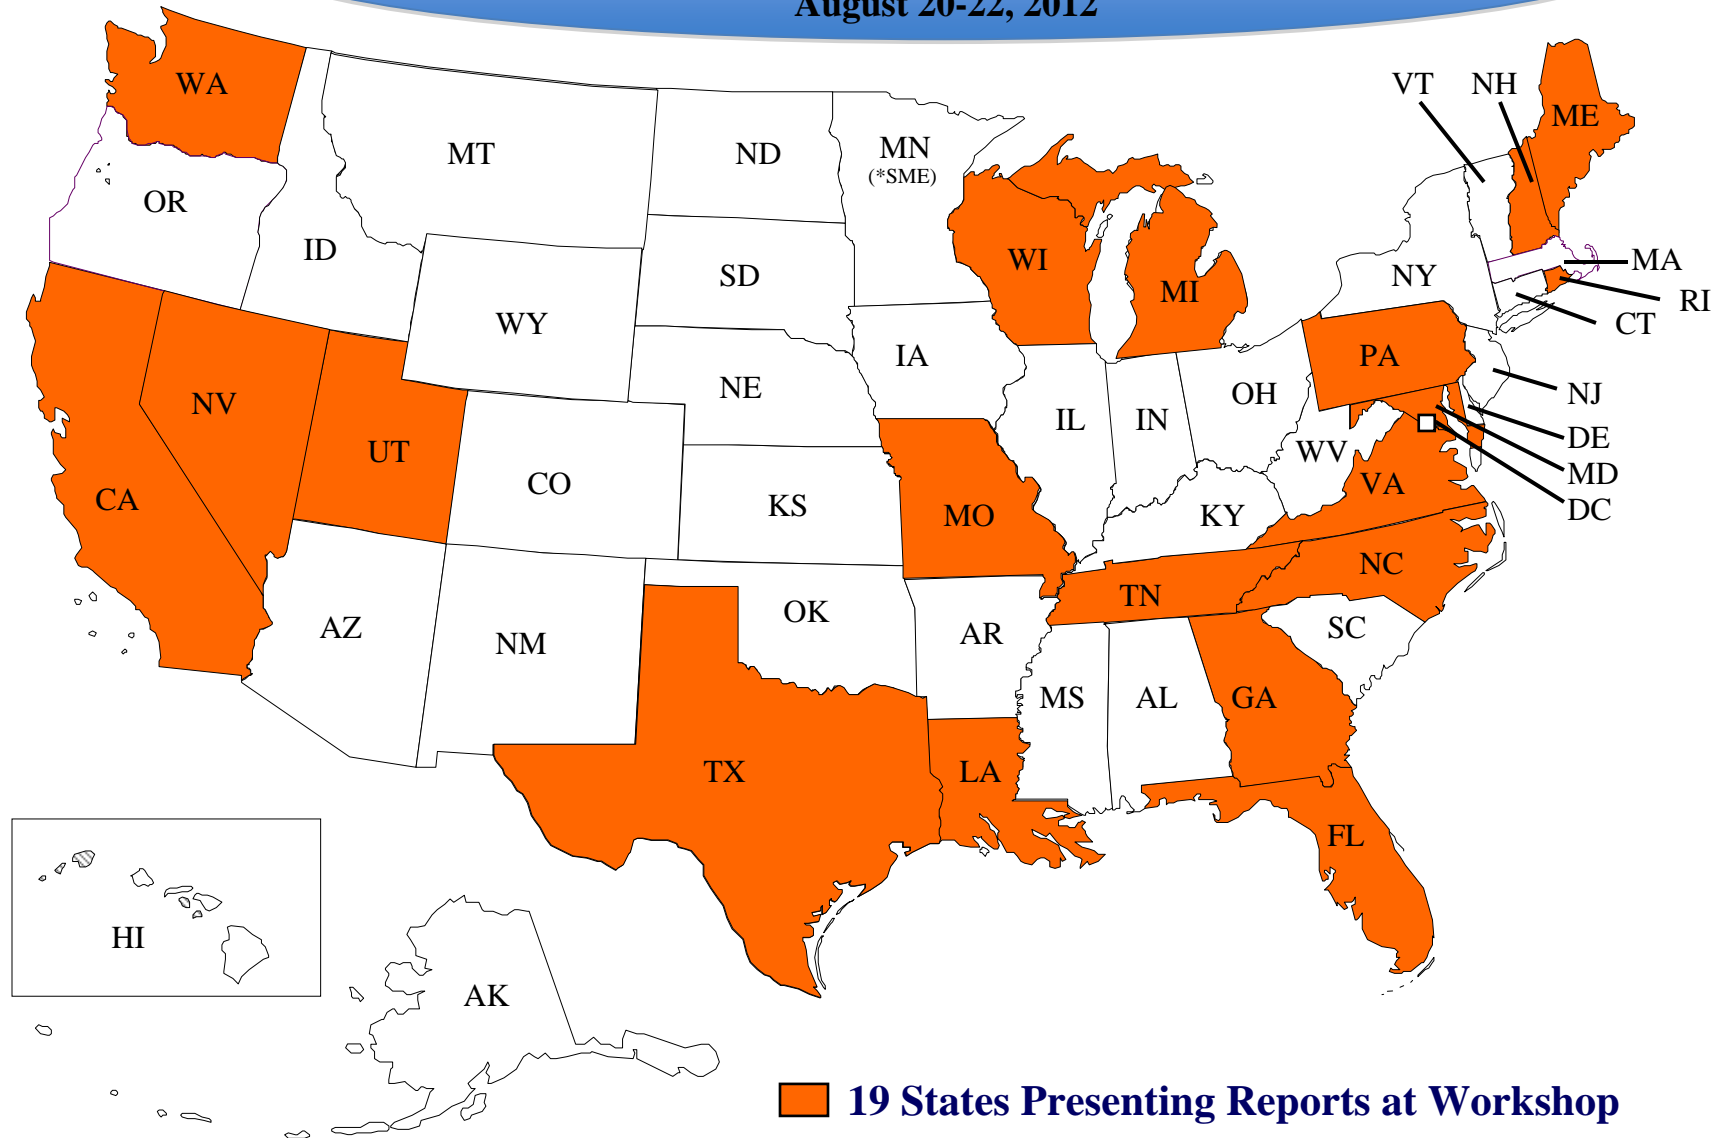 August 20-22, 2012
WA
VT
NH
ME
MT
ND
MN
(*SME)
OR
ID
WI
MA
NY
SD
MI
RI
WY
CT
IA
PA
NE
NJ
NV
OH
IL
IN
DE
UT
WV
MD
CO
VA
CA
KS
DC
MO
KY
NC
TN
OK
AZ
AR
SC
NM
MS
AL
GA
TX
LA
FL
HI
AK
19 States Presenting Reports at Workshop